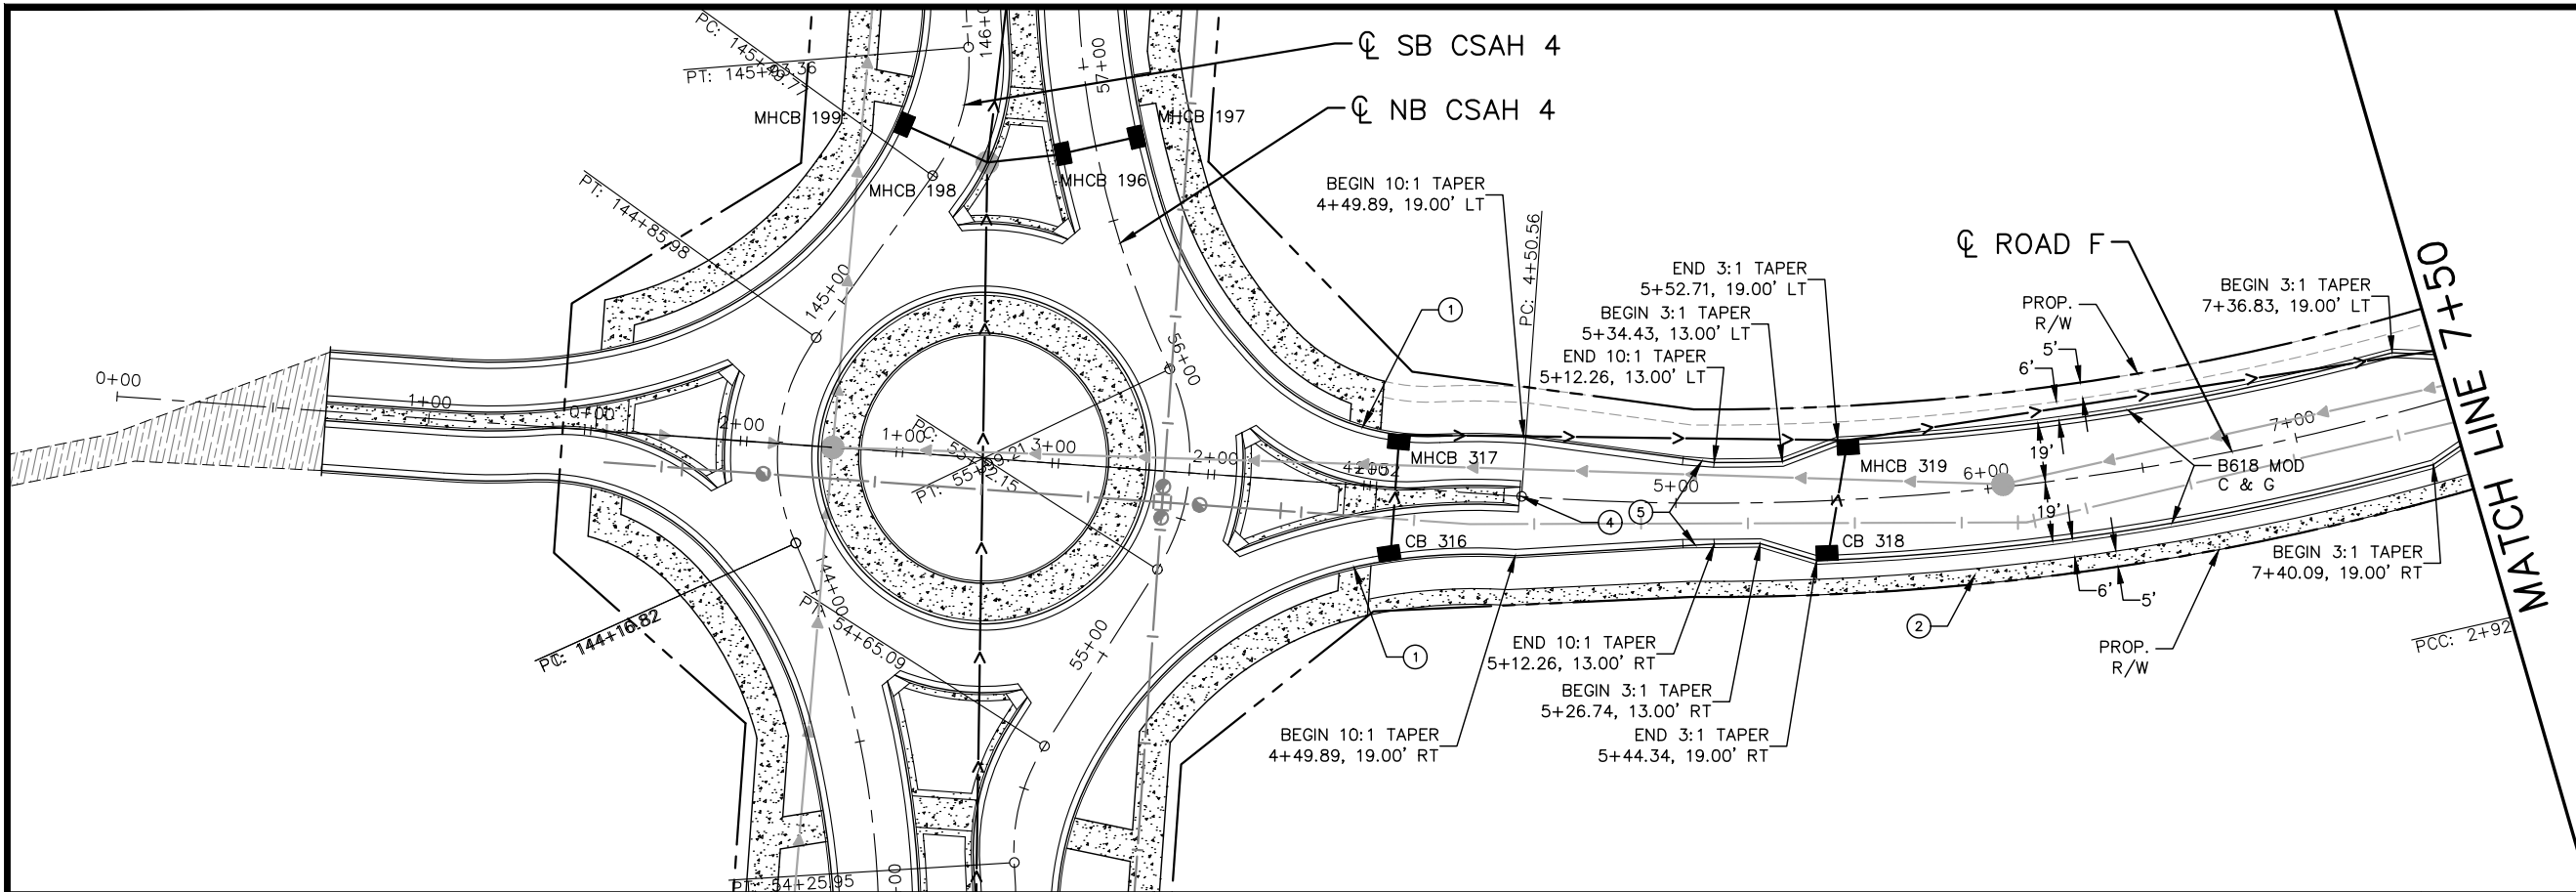 PC: 145+49.77
PT: 145+43.36
146+0
57+00
℄ SB CSAH 4
℄ NB CSAH 4
MHCB 199
MHCB 197
MHCB 198
MHCB 196
PT: 144+85.98
145+00
BEGIN 10:1 TAPER
4+49.89, 19.00' LT
PC: 4+50.56
END 3:1 TAPER
5+52.71, 19.00' LT
BEGIN 3:1 TAPER
5+34.43, 13.00' LT
END 10:1 TAPER
5+12.26, 13.00' LT
℄ ROAD F
PROP.
R/W
5'
6'
BEGIN 3:1 TAPER
7+36.83, 19.00' LT
MATCH LINE 7+50
1
0+00
1+00
0+00
2+00
1+00
3+00
2+00
56+00
PT: 55+92.15
MHCB 317
5+00
MHCB 319
6+00
7+00
19'
19'
B618 MOD
C & G
4
5
CB 316
CB 318
BEGIN 3:1 TAPER
7+40.09, 19.00' RT
6'
5'
2
PROP.
R/W
PCC: 2+92
PC: 144+16.82
144+00
PT: 54+65.09
55+00
1
END 10:1 TAPER
5+12.26, 13.00' RT
BEGIN 3:1 TAPER
5+26.74, 13.00' RT
BEGIN 10:1 TAPER
4+49.89, 19.00' RT
END 3:1 TAPER
5+44.34, 19.00' RT
PT: 54+25.95
+00